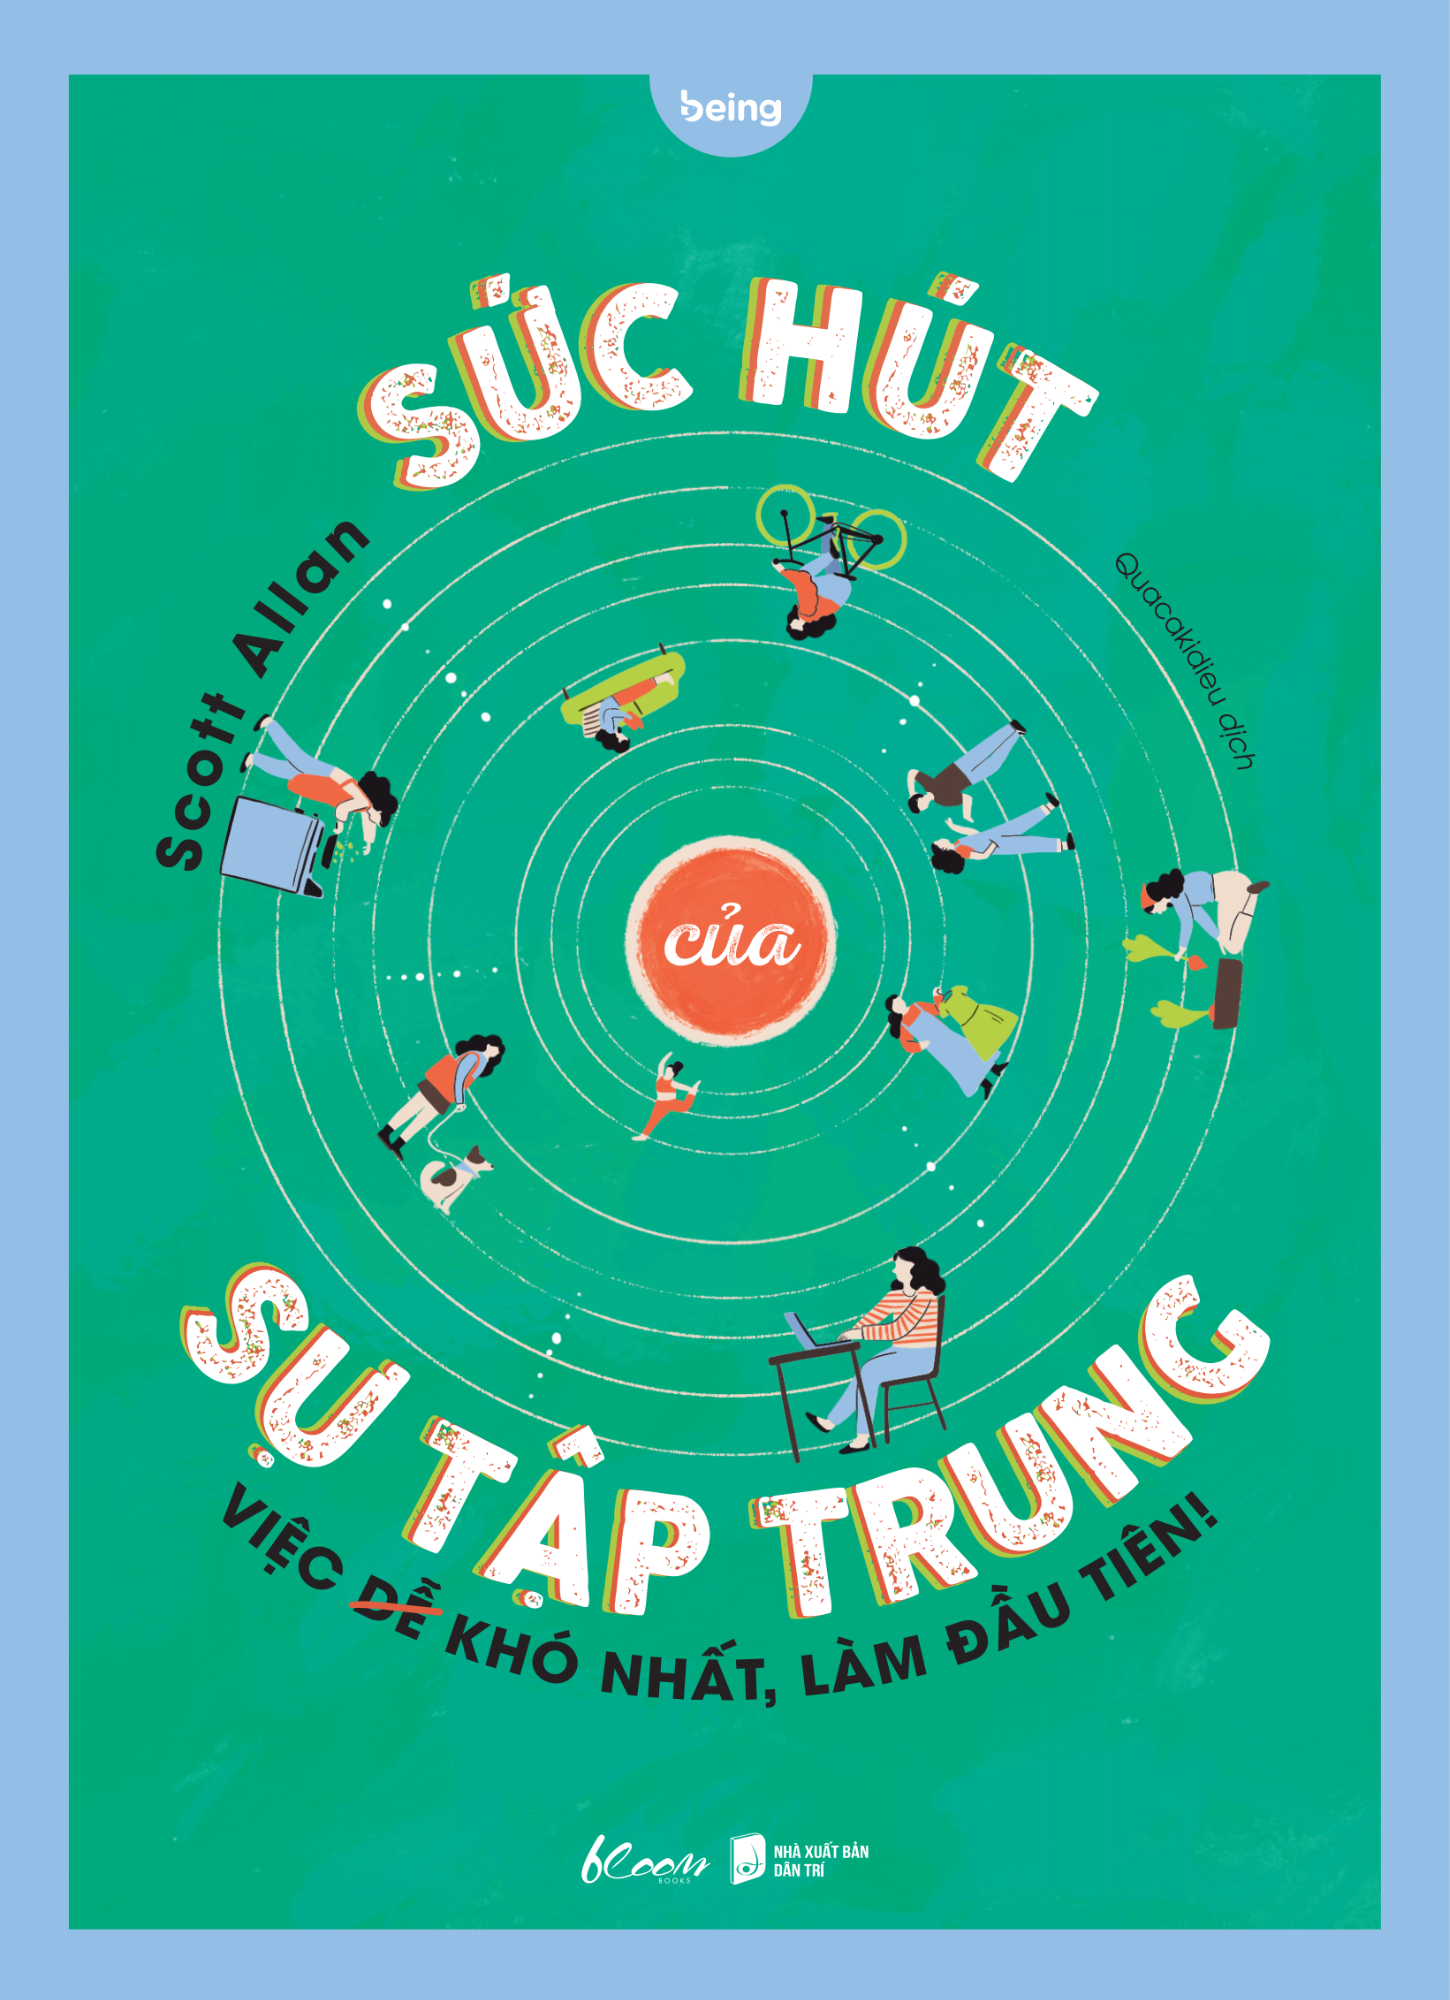 being
SỨC HÚT
Scott Allan
Quacakidieu dịch
của
SỰ TẬP TRUNG
VIỆC DỄ KHÓ NHẤT, LÀM ĐẦU TIÊN!
bloom
BOOKS
NHÀ XUẤT BẢN
DÂN TRÍ